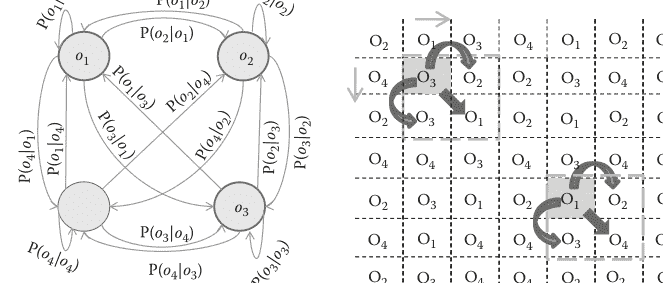 P(o₁|o₂)
P(o₂|o₁)
o₁
o₂
P(o₁|o₃)
P(o₂|o₄)
P(o₄|o₁)
P(o₁|o₄)
P(o₃|o₁)
P(o₄|o₂)
P(o₂|o₃)
P(o₃|o₂)
o₃
P(o₃|o₄)
P(o₄|o₄)
P(o₄|o₃)
P(o₃|o₃)
O₂ O₁ O₃ O₄ O₁ O₂ O
O₄ O₃ O₂ O₁ O₃ O₄ O
O₂ O₃ O₁ O₂ O₄ O₂ O
O₄ O₄ O₃ O₄ O₃ O₁ O
O₂ O₃ O₁ O₂ O₁ O₂ O
O₄ O₁ O₄ O₂ O₃ O₄ O
O₂ O₃ O₁ O₄ O₁ O₂ O